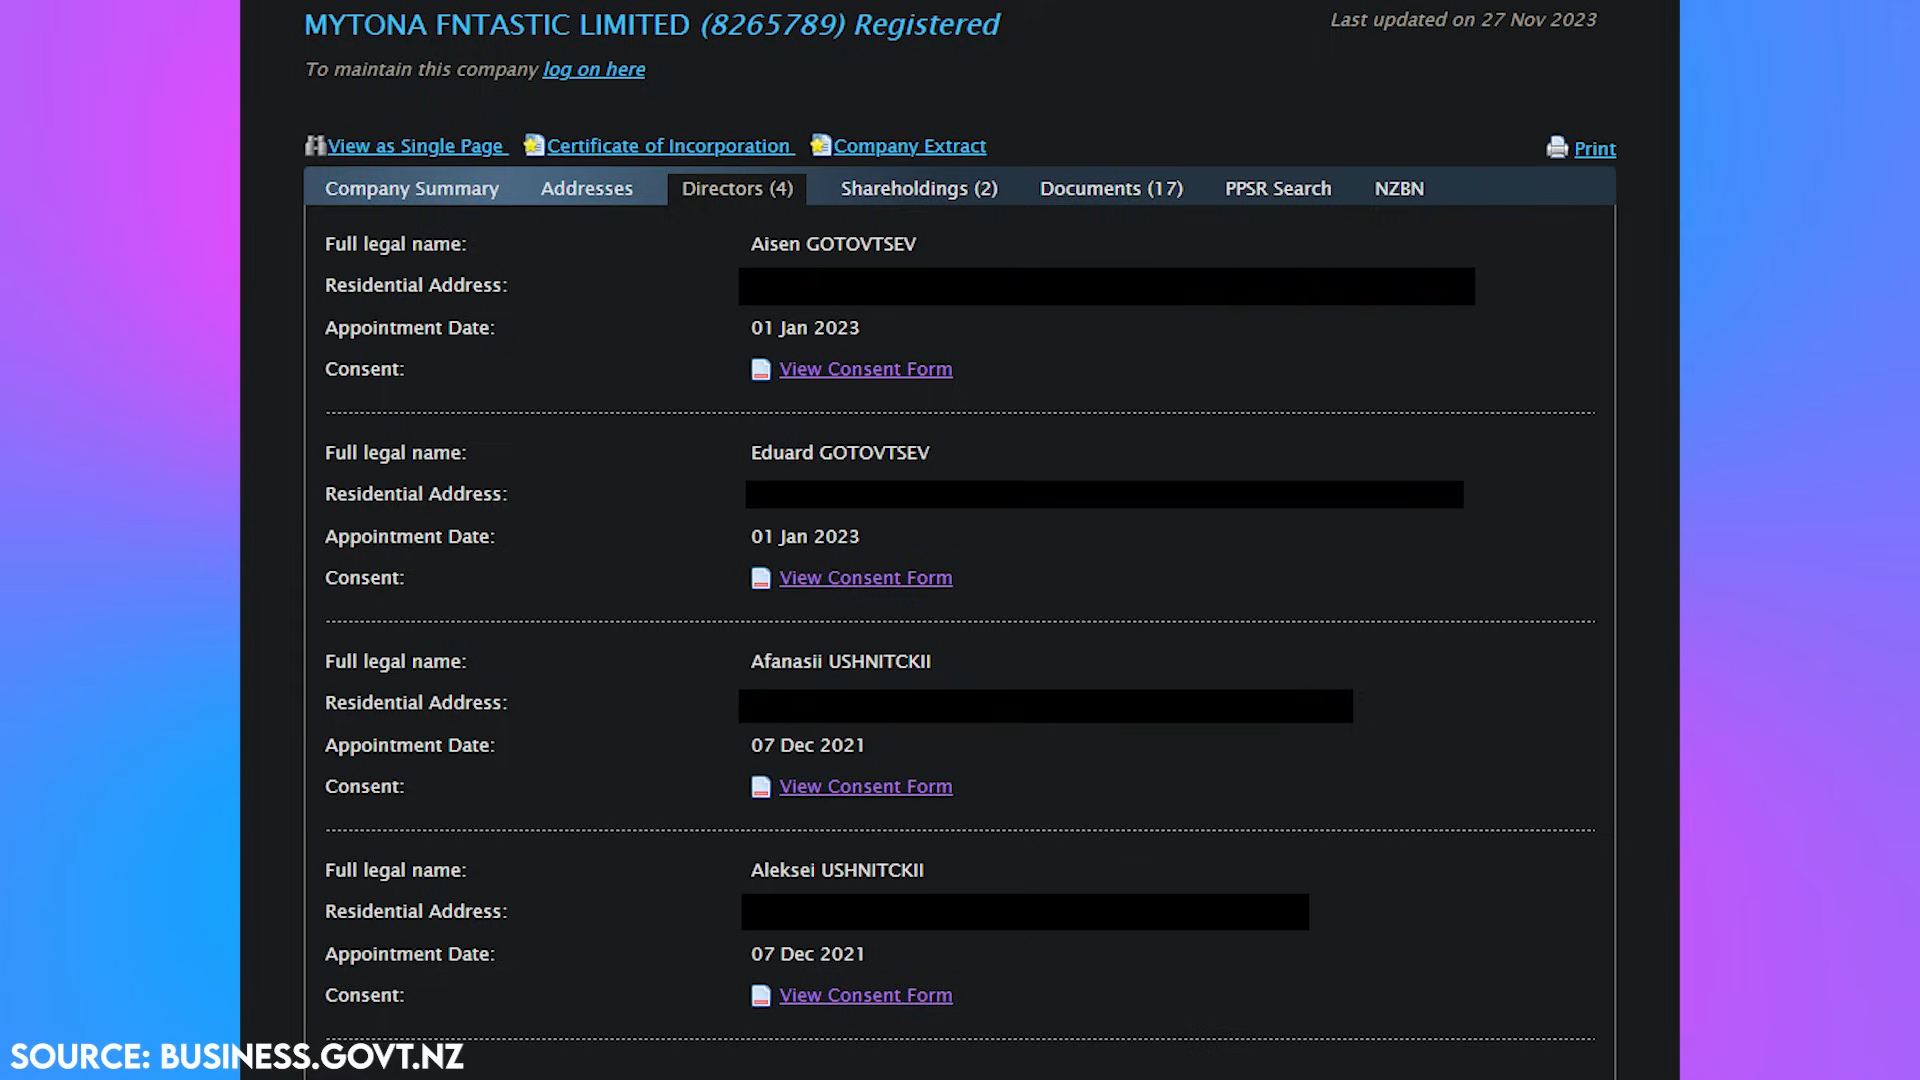 MYTONA FNTASTIC LIMITED (8265789) Registered
Last updated on 27 Nov 2023
To maintain this company log on here
View as Single Page Certificate of Incorporation Company Extract Print
Company Summary Addresses Directors (4) Shareholdings (2) Documents (17) PPSR Search NZBN
Full legal name: Aisen GOTOVTSEV
Residential Address:
Appointment Date: 01 Jan 2023
Consent: View Consent Form
Full legal name: Eduard GOTOVTSEV
Residential Address:
Appointment Date: 01 Jan 2023
Consent: View Consent Form
Full legal name: Afanasii USHNITCKII
Residential Address:
Appointment Date: 07 Dec 2021
Consent: View Consent Form
Full legal name: Aleksei USHNITCKII
Residential Address:
Appointment Date: 07 Dec 2021
Consent: View Consent Form
SOURCE: BUSINESS.GOVT.NZ